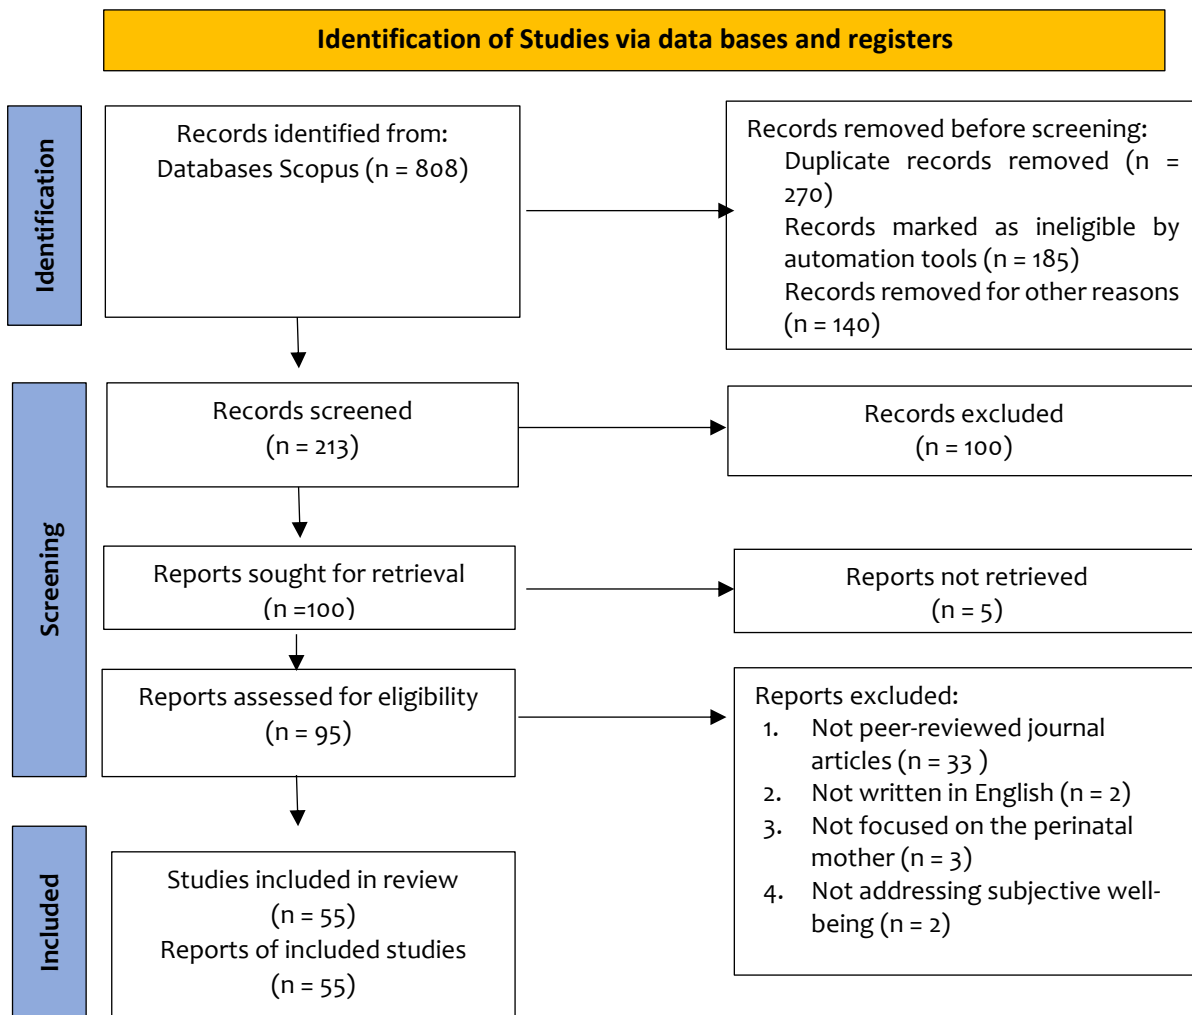 Identification of Studies via data bases and registers
Identification
Records identified from:
Databases Scopus (n = 808)
Records removed before screening:
Duplicate records removed (n =
270)
Records marked as ineligible by
automation tools (n = 185)
Records removed for other reasons
(n = 140)
Screening
Records screened
(n = 213)
Records excluded
(n = 100)
Reports sought for retrieval
(n =100)
Reports not retrieved
(n = 5)
Reports assessed for eligibility
(n = 95)
Reports excluded:
1. Not peer-reviewed journal
articles (n = 33 )
2. Not written in English (n = 2)
3. Not focused on the perinatal
mother (n = 3)
4. Not addressing subjective well-
being (n = 2)
Included
Studies included in review
(n = 55)
Reports of included studies
(n = 55)